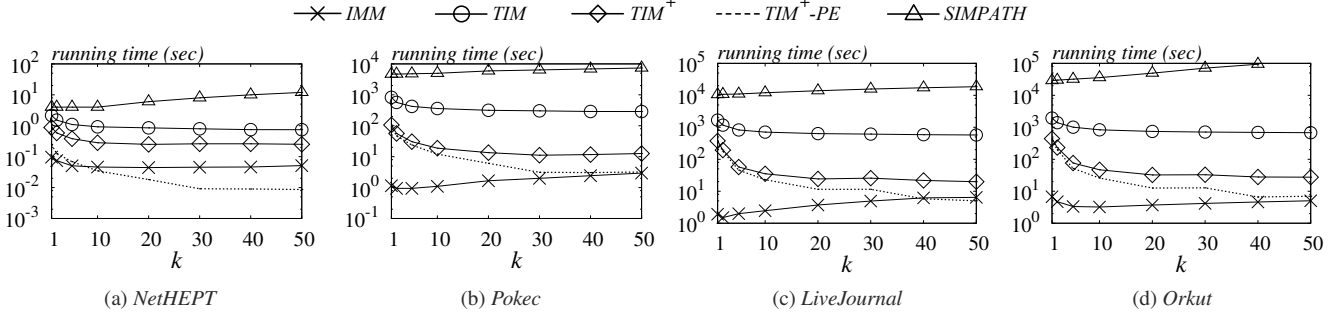 IMM TIM TIM+ TIM+-PE SIMPATH
running time (sec)
10^2
10^1
10^0
10^-1
10^-2
10^-3
1 10 20 30 40 50
k
(a) NetHEPT
running time (sec)
10^4
10^3
10^2
10^1
10^0
10^-1
1 10 20 30 40 50
k
(b) Pokec
running time (sec)
10^5
10^4
10^3
10^2
10^1
10^0
1 10 20 30 40 50
k
(c) LiveJournal
running time (sec)
10^5
10^4
10^3
10^2
10^1
10^0
1 10 20 30 40 50
k
(d) Orkut